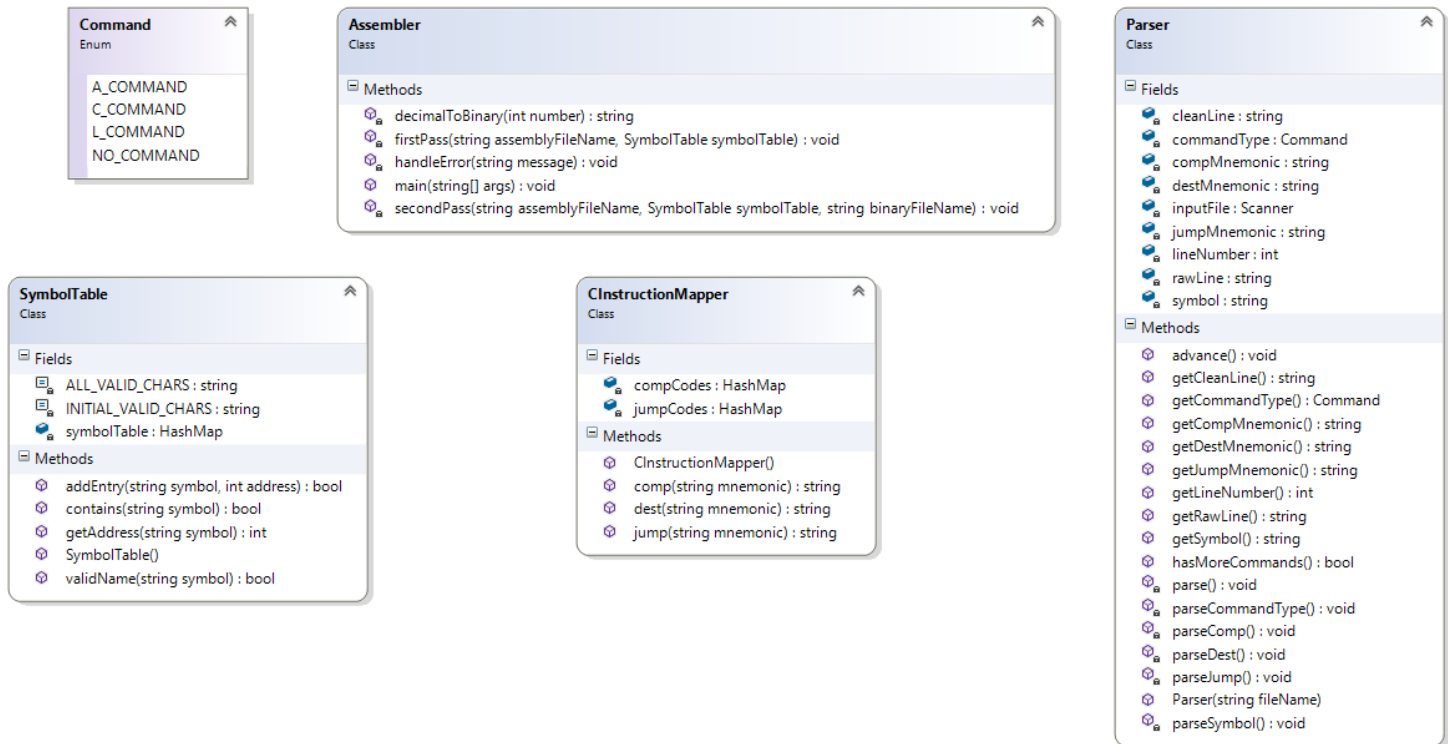 Command
Enum
A_COMMAND
C_COMMAND
L_COMMAND
NO_COMMAND
Assembler
Class
Methods
decimalToBinary(int number) : string
firstPass(string assemblyFileName, SymbolTable symbolTable) : void
handleError(string message) : void
main(string[] args) : void
secondPass(string assemblyFileName, SymbolTable symbolTable, string binaryFileName) : void
Parser
Class
Fields
cleanLine : string
commandType : Command
compMnemonic : string
destMnemonic : string
inputFile : Scanner
jumpMnemonic : string
lineNumber : int
rawLine : string
symbol : string
Methods
advance() : void
getCleanLine() : string
getCommandType() : Command
getCompMnemonic() : string
getDestMnemonic() : string
getJumpMnemonic() : string
getLineNumber() : int
getRawLine() : string
getSymbol() : string
hasMoreCommands() : bool
parse() : void
parseCommandType() : void
parseComp() : void
parseDest() : void
parseJump() : void
Parser(string fileName)
parseSymbol() : void
SymbolTable
Class
Fields
ALL_VALID_CHARS : string
INITIAL_VALID_CHARS : string
symbolTable : HashMap
Methods
addEntry(string symbol, int address) : bool
contains(string symbol) : bool
getAddress(string symbol) : int
SymbolTable()
validName(string symbol) : bool
CInstructionMapper
Class
Fields
compCodes : HashMap
jumpCodes : HashMap
Methods
CInstructionMapper()
comp(string mnemonic) : string
dest(string mnemonic) : string
jump(string mnemonic) : string